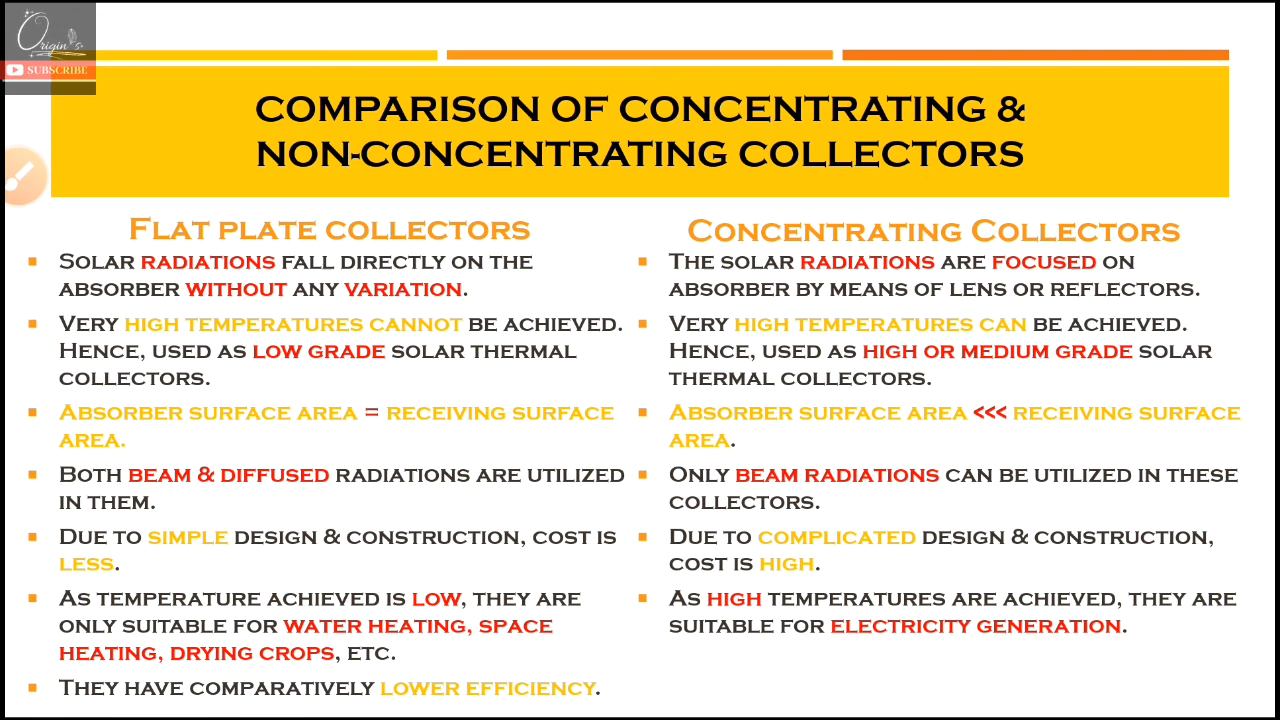 Origin's
SUBSCRIBE
COMPARISON OF CONCENTRATING &
NON-CONCENTRATING COLLECTORS
FLAT PLATE COLLECTORS
SOLAR RADIATIONS FALL DIRECTLY ON THE
ABSORBER WITHOUT ANY VARIATION.
VERY HIGH TEMPERATURES CANNOT BE ACHIEVED.
HENCE, USED AS LOW GRADE SOLAR THERMAL
COLLECTORS.
ABSORBER SURFACE AREA = RECEIVING SURFACE
AREA.
BOTH BEAM & DIFFUSED RADIATIONS ARE UTILIZED
IN THEM.
DUE TO SIMPLE DESIGN & CONSTRUCTION, COST IS
LESS.
AS TEMPERATURE ACHIEVED IS LOW, THEY ARE
ONLY SUITABLE FOR WATER HEATING, SPACE
HEATING, DRYING CROPS, ETC.
THEY HAVE COMPARATIVELY LOWER EFFICIENCY.
CONCENTRATING COLLECTORS
THE SOLAR RADIATIONS ARE FOCUSED ON
ABSORBER BY MEANS OF LENS OR REFLECTORS.
VERY HIGH TEMPERATURES CAN BE ACHIEVED.
HENCE, USED AS HIGH OR MEDIUM GRADE SOLAR
THERMAL COLLECTORS.
ABSORBER SURFACE AREA <<< RECEIVING SURFACE
AREA.
ONLY BEAM RADIATIONS CAN BE UTILIZED IN THESE
COLLECTORS.
DUE TO COMPLICATED DESIGN & CONSTRUCTION,
COST IS HIGH.
AS HIGH TEMPERATURES ARE ACHIEVED, THEY ARE
SUITABLE FOR ELECTRICITY GENERATION.